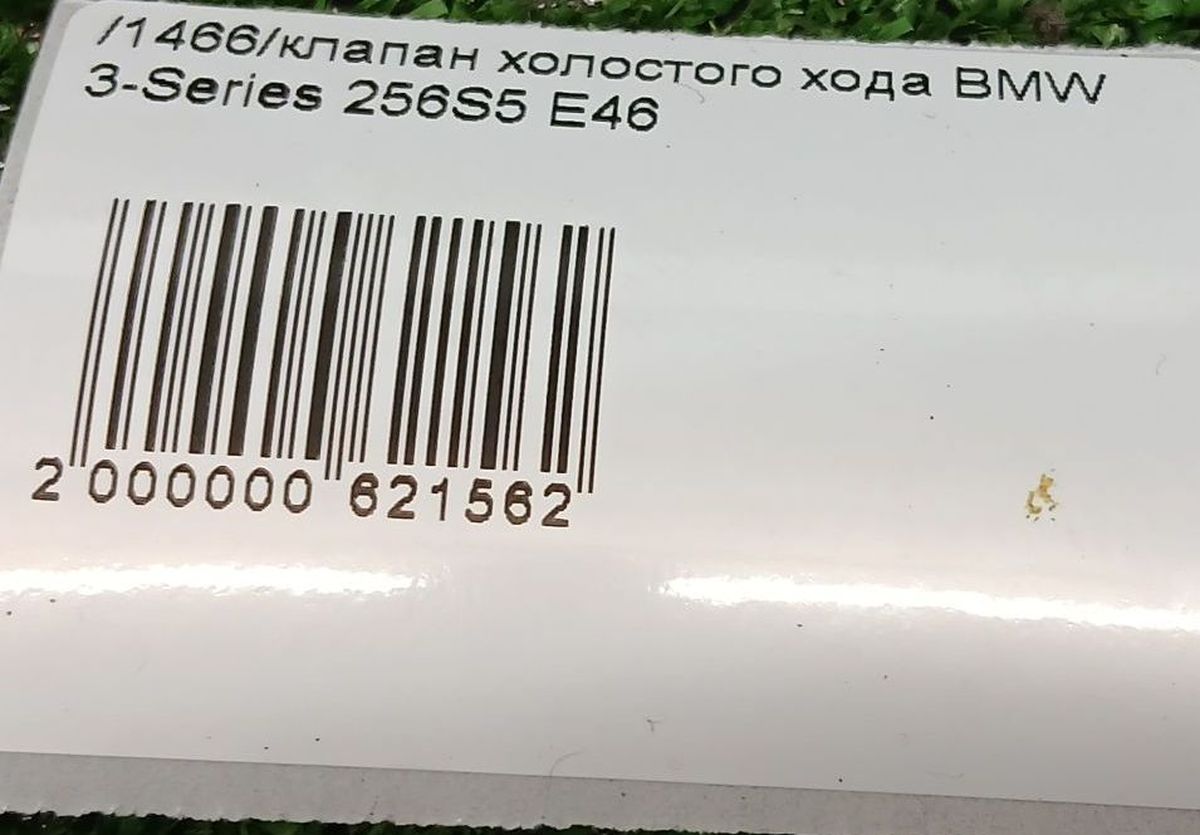 /1466/клапан холостого хода BMW
3-Series 256S5 E46
2 000000 621562